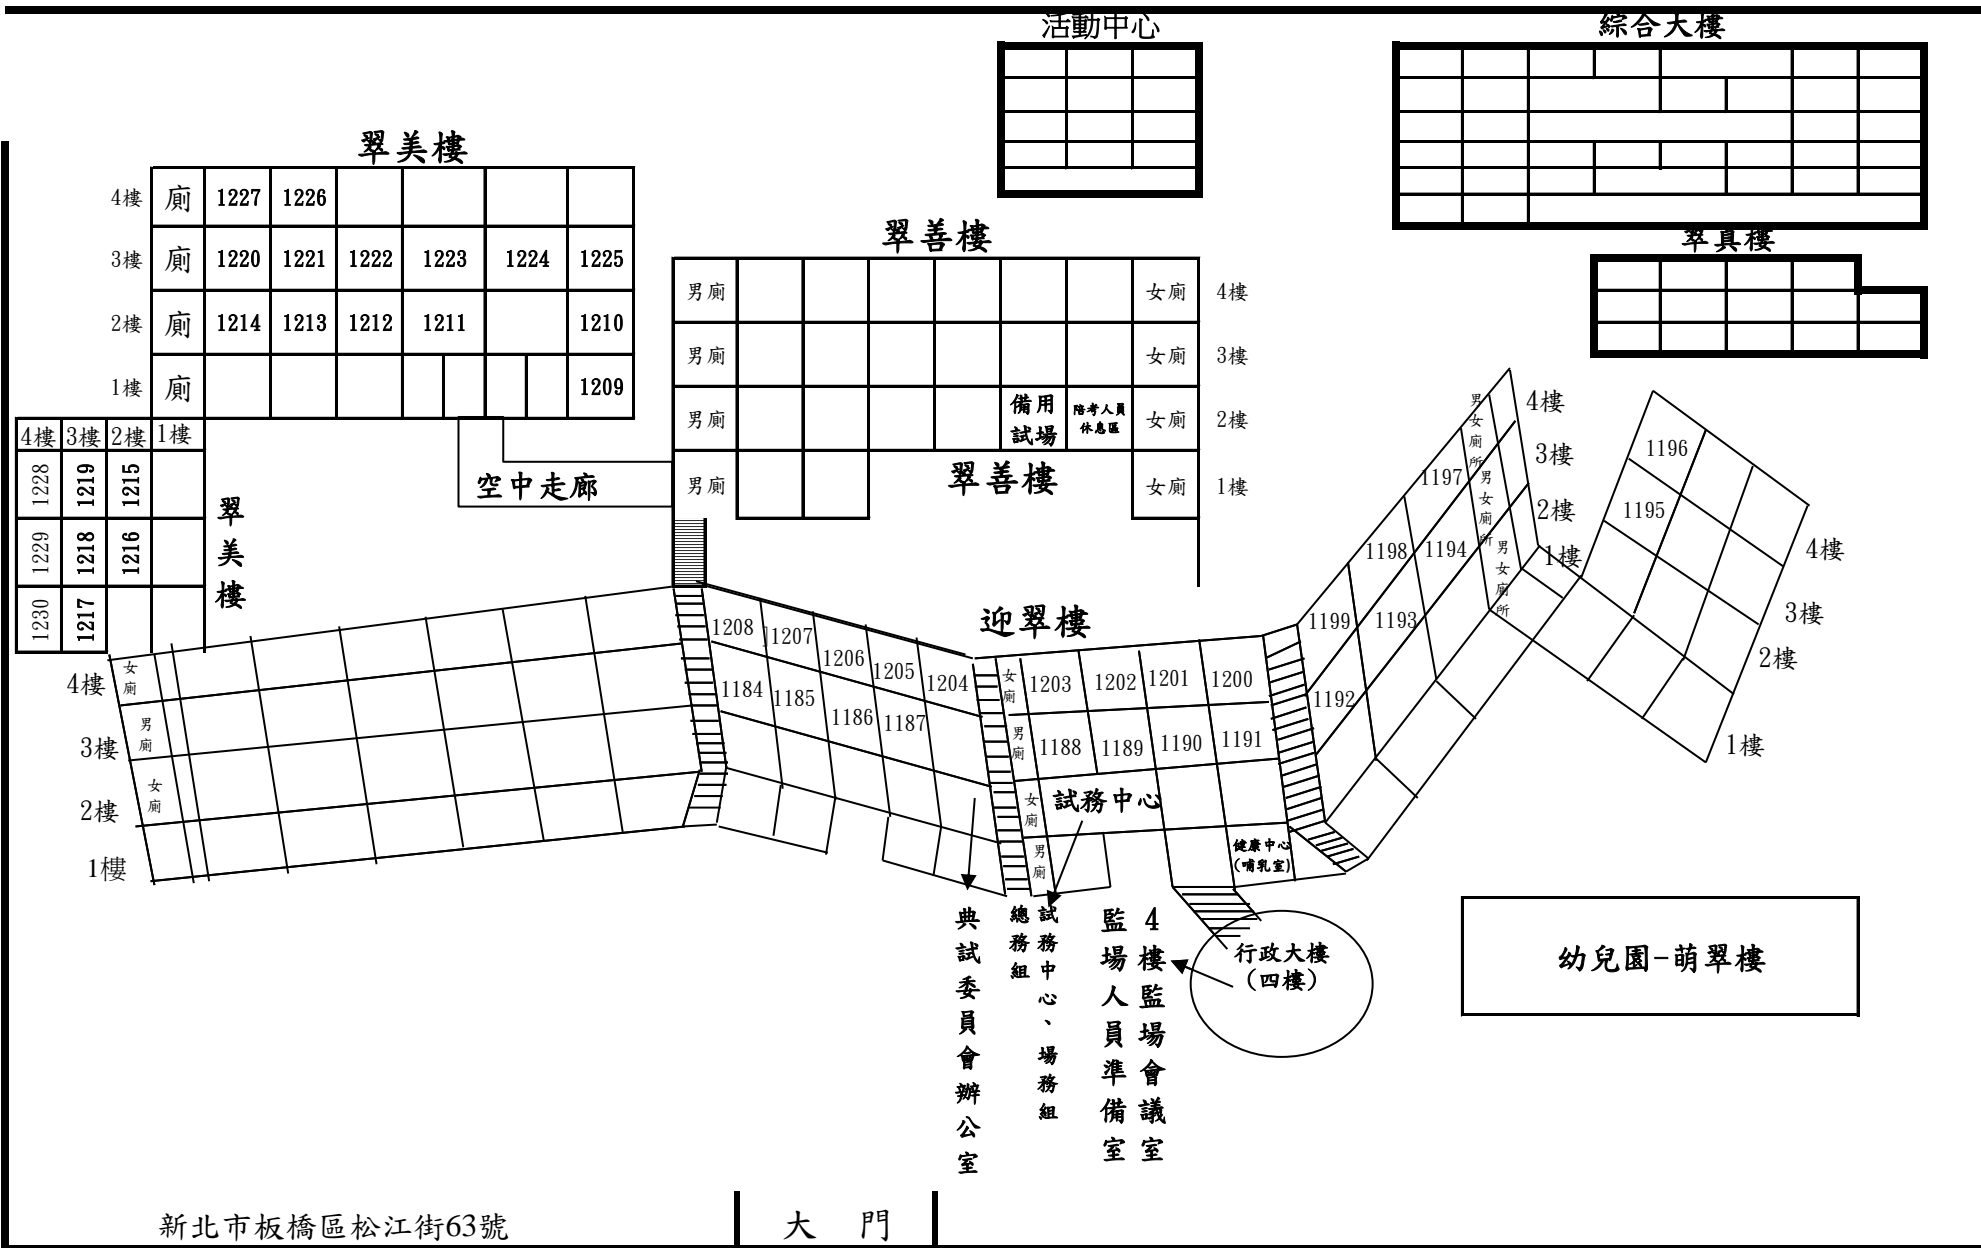 活動中心
綜合大樓
翠美樓
4樓 廁 1227 1226
3樓 廁 1220 1221 1222 1223 1224 1225
2樓 廁 1214 1213 1212 1211 1210
1樓 廁 1209
4樓 3樓 2樓 1樓
1228 1219 1215
1229 1218 1216
1230 1217
翠美樓
空中走廊
翠善樓
男廁 女廁 4樓
男廁 女廁 3樓
男廁 備用試場 陪考人員休息區 女廁 2樓
男廁 翠善樓 女廁 1樓
翠真樓
迎翠樓
4樓 女廁
3樓 男廁
2樓 女廁
1樓
1208 1207 1206 1205 1204
1184 1185 1186 1187
女廁 1203 1202 1201 1200
男廁 1188 1189 1190 1191
女廁 試務中心
男廁 健康中心
(哺乳室)
1199 1198 1197 男女廁所 4樓
1192 1193 1194 男女廁所 3樓
男女廁所 2樓
1樓
1196
1195
4樓
3樓
2樓
1樓
典試委員會辦公室
總務組
試務中心、場務組
監場人員準備室
4樓監場會議室
行政大樓
(四樓)
幼兒園-萌翠樓
新北市板橋區松江街63號
大 門